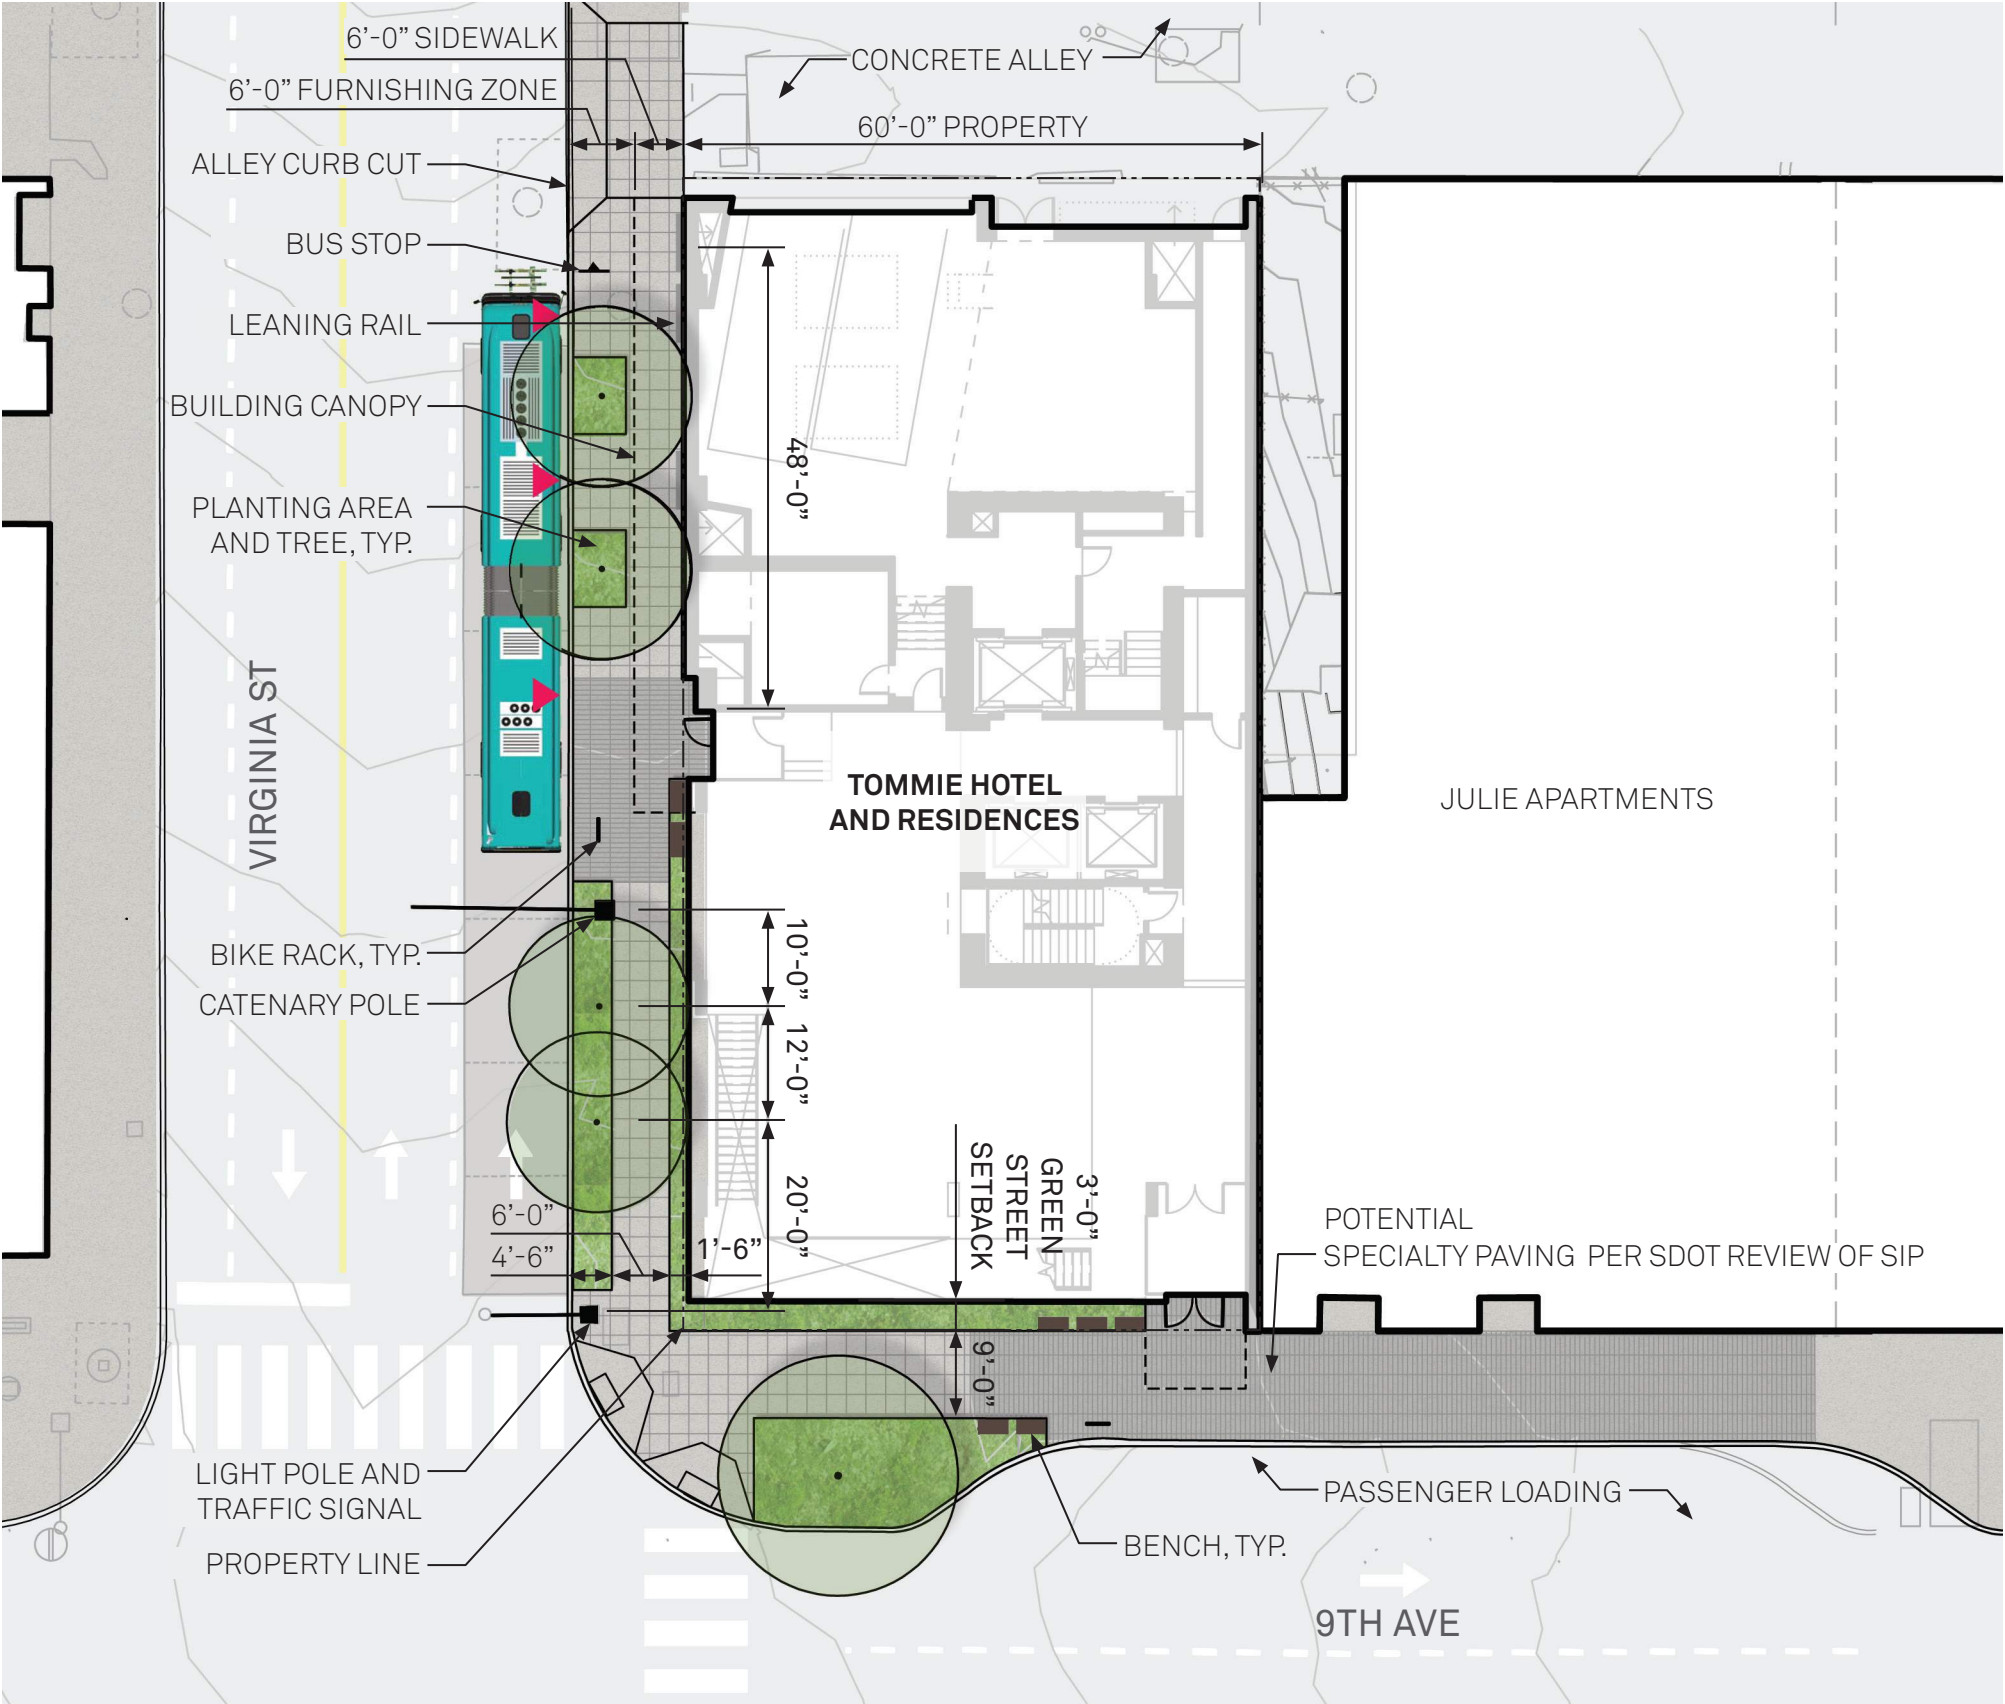 6'-0" SIDEWALK
6'-0" FURNISHING ZONE
CONCRETE ALLEY
60'-0" PROPERTY
ALLEY CURB CUT
BUS STOP
LEANING RAIL
BUILDING CANOPY
PLANTING AREA
AND TREE, TYP.
48'-0"
VIRGINIA ST
TOMMIE HOTEL
AND RESIDENCES
JULIE APARTMENTS
BIKE RACK, TYP.
CATENARY POLE
10'-0"
12'-0"
20'-0"
3'-0"
GREEN
STREET
SETBACK
6'-0"
4'-6"
1'-6"
POTENTIAL
SPECIALTY PAVING PER SDOT REVIEW OF SIP
9'-0"
LIGHT POLE AND
TRAFFIC SIGNAL
PROPERTY LINE
PASSENGER LOADING
BENCH, TYP.
9TH AVE